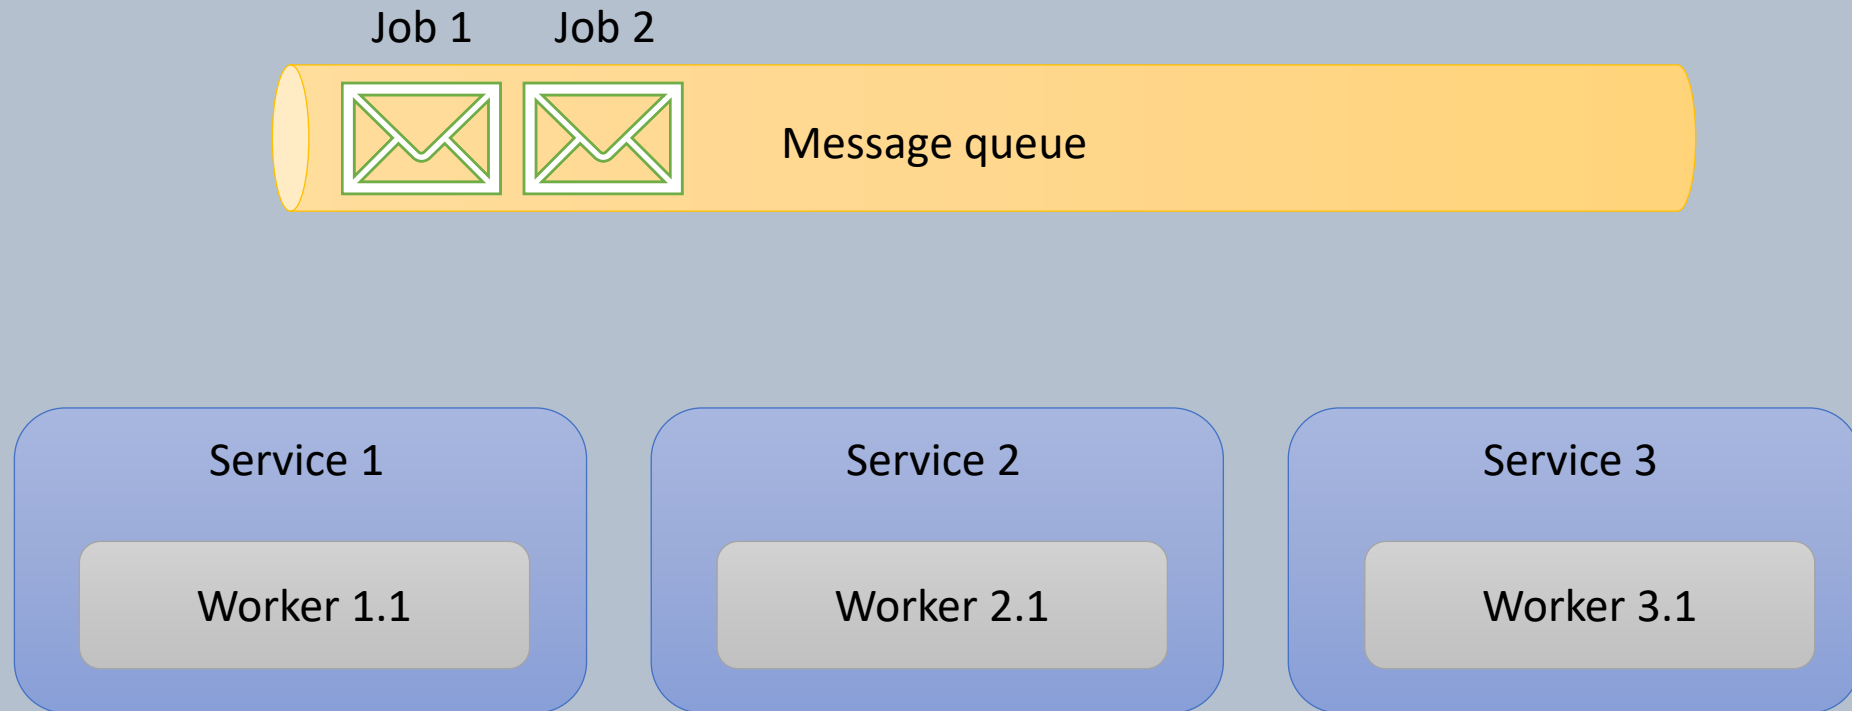 Job 1
Job 2
Message queue
Service 1
Service 2
Service 3
Worker 1.1
Worker 2.1
Worker 3.1